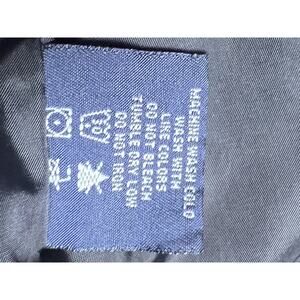 MACHINE WASH COLD
WASH WITH
LIKE COLORS
DO NOT BLEACH
TUMBLE DRY LOW
DO NOT IRON